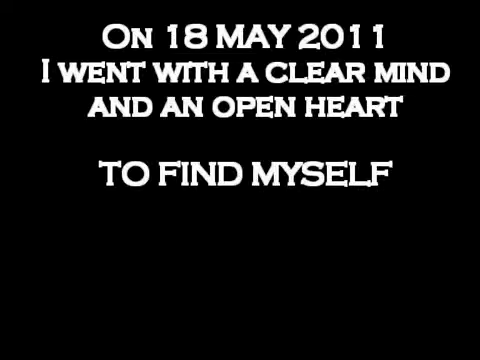 On 18 MAY 2011
I WENT WITH A CLEAR MIND
AND AN OPEN HEART
TO FIND MYSELF